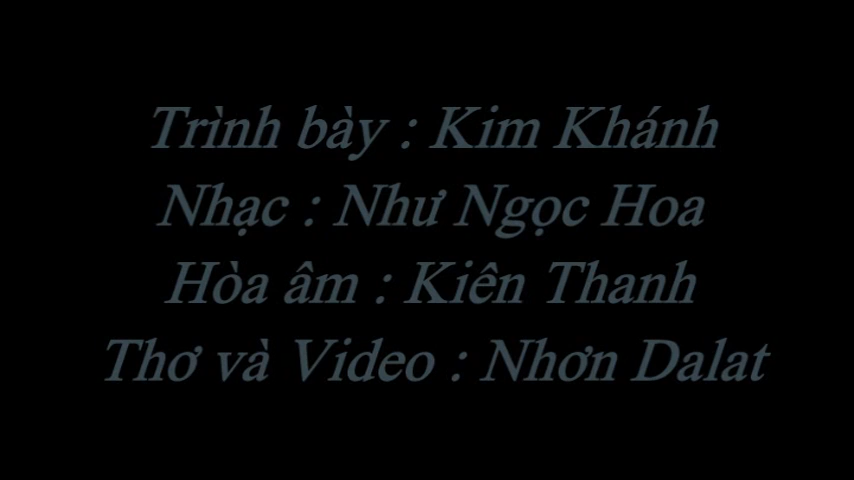 Trình bày : Kim Khánh
Nhạc : Như Ngọc Hoa
Hòa âm : Kiên Thanh
Thơ và Video : Nhơn Dalat